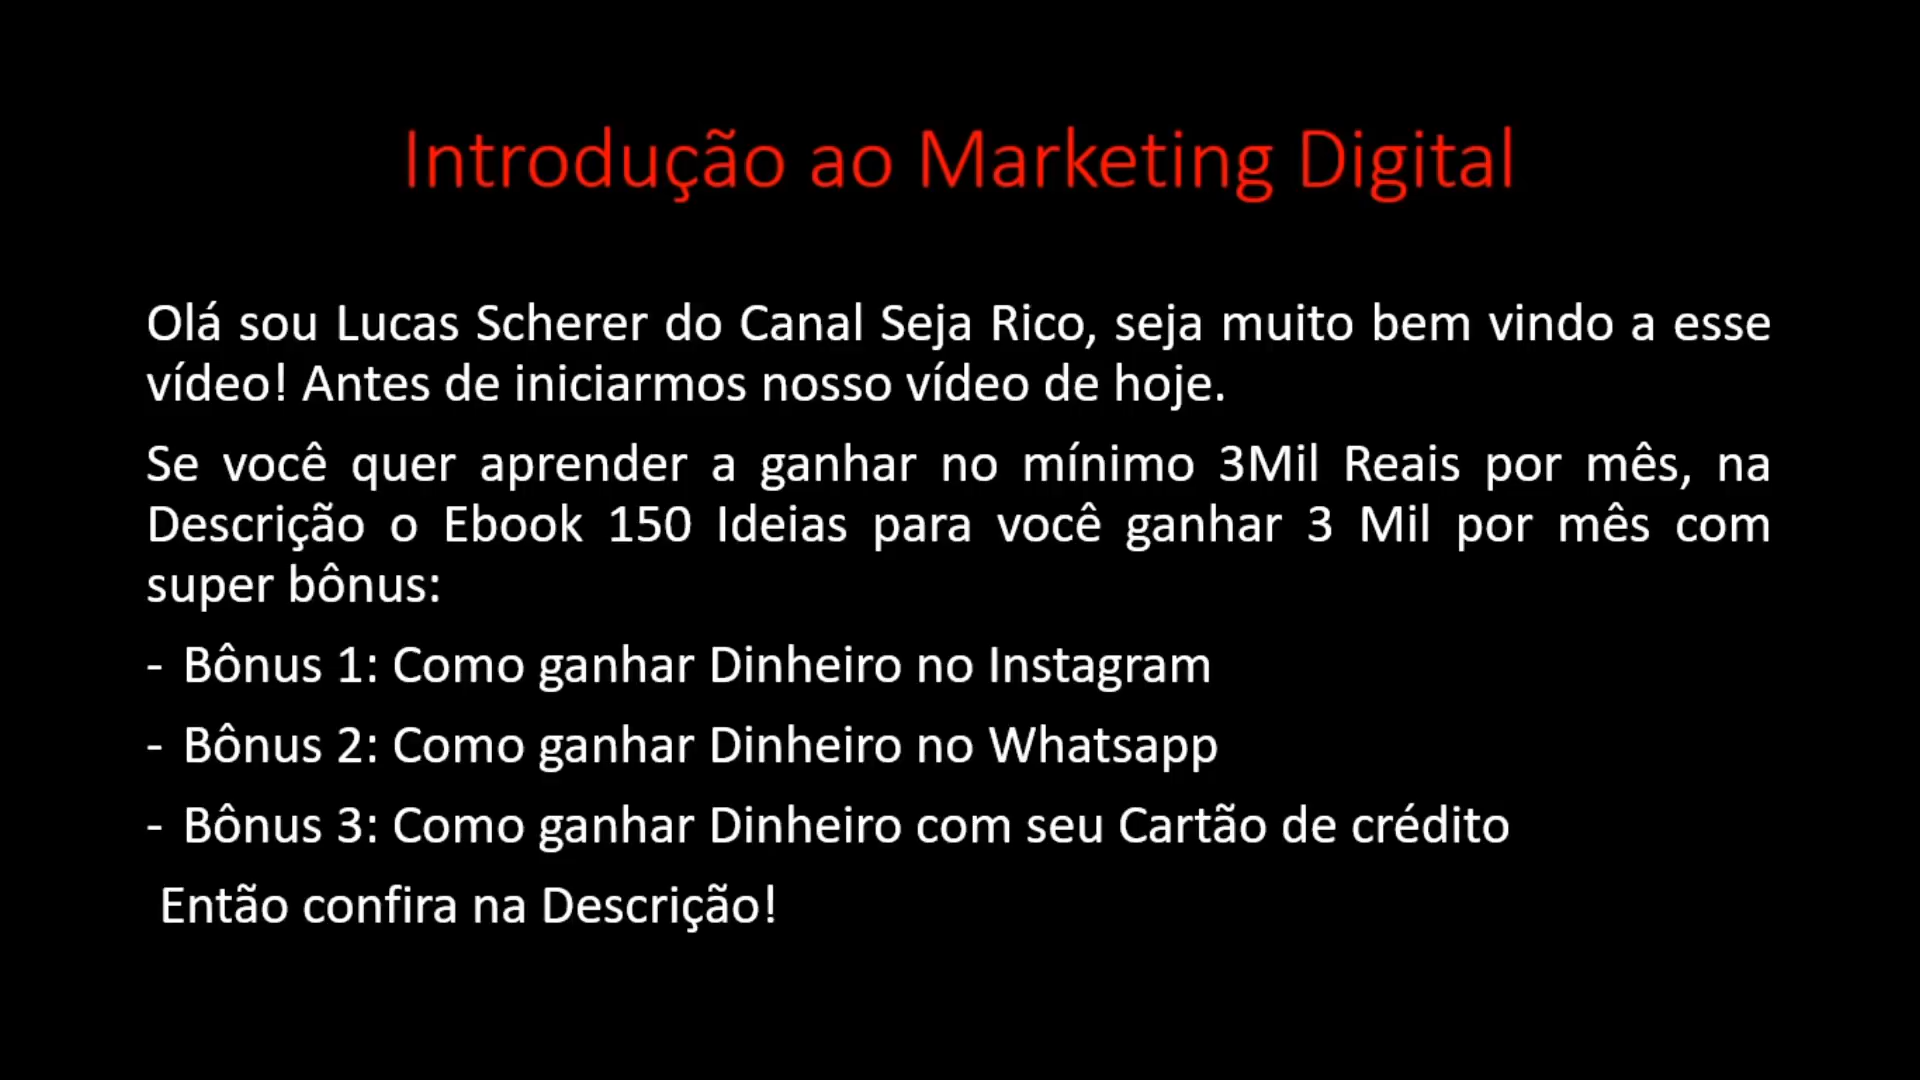 Introdução ao Marketing Digital
Olá sou Lucas Scherer do Canal Seja Rico, seja muito bem vindo a esse
vídeo! Antes de iniciarmos nosso vídeo de hoje.
Se você quer aprender a ganhar no mínimo 3Mil Reais por mês, na
Descrição o Ebook 150 Ideias para você ganhar 3 Mil por mês com
super bônus:
- Bônus 1: Como ganhar Dinheiro no Instagram
- Bônus 2: Como ganhar Dinheiro no Whatsapp
- Bônus 3: Como ganhar Dinheiro com seu Cartão de crédito
Então confira na Descrição!